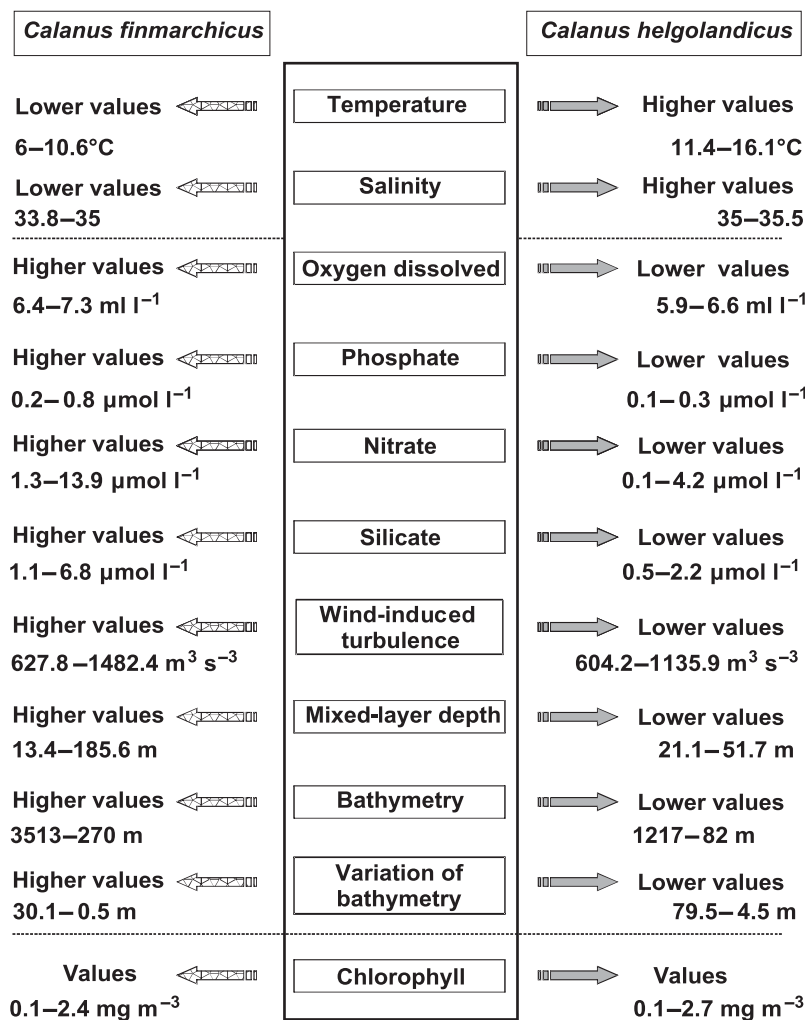 Calanus finmarchicus
Calanus helgolandicus
Lower values
Temperature
Higher values
6–10.6°C
11.4–16.1°C
Lower values
Salinity
Higher values
33.8–35
35–35.5
Higher values
Oxygen dissolved
Lower values
6.4–7.3 ml l⁻¹
5.9–6.6 ml l⁻¹
Higher values
Phosphate
Lower values
0.2–0.8 µmol l⁻¹
0.1–0.3 µmol l⁻¹
Higher values
Nitrate
Lower values
1.3–13.9 µmol l⁻¹
0.1–4.2 µmol l⁻¹
Higher values
Silicate
Lower values
1.1–6.8 µmol l⁻¹
0.5–2.2 µmol l⁻¹
Higher values
Wind-induced
turbulence
Lower values
627.8–1482.4 m³ s⁻³
604.2–1135.9 m³ s⁻³
Higher values
Mixed-layer depth
Lower values
13.4–185.6 m
21.1–51.7 m
Higher values
Bathymetry
Lower values
3513–270 m
1217–82 m
Higher values
Variation of
bathymetry
Lower values
30.1–0.5 m
79.5–4.5 m
Values
Chlorophyll
Values
0.1–2.4 mg m⁻³
0.1–2.7 mg m⁻³